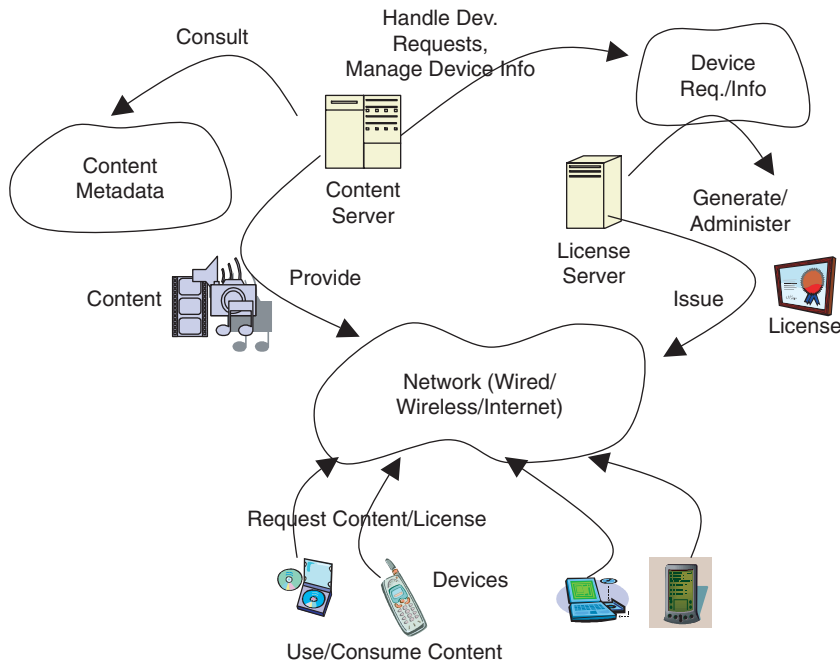 Consult
Handle Dev.
Requests,
Manage Device Info
Device
Req./Info
Content
Metadata
Content
Server
Generate/
Administer
License
Server
Content
Provide
Issue
License
Network (Wired/
Wireless/Internet)
Request Content/License
Devices
Use/Consume Content